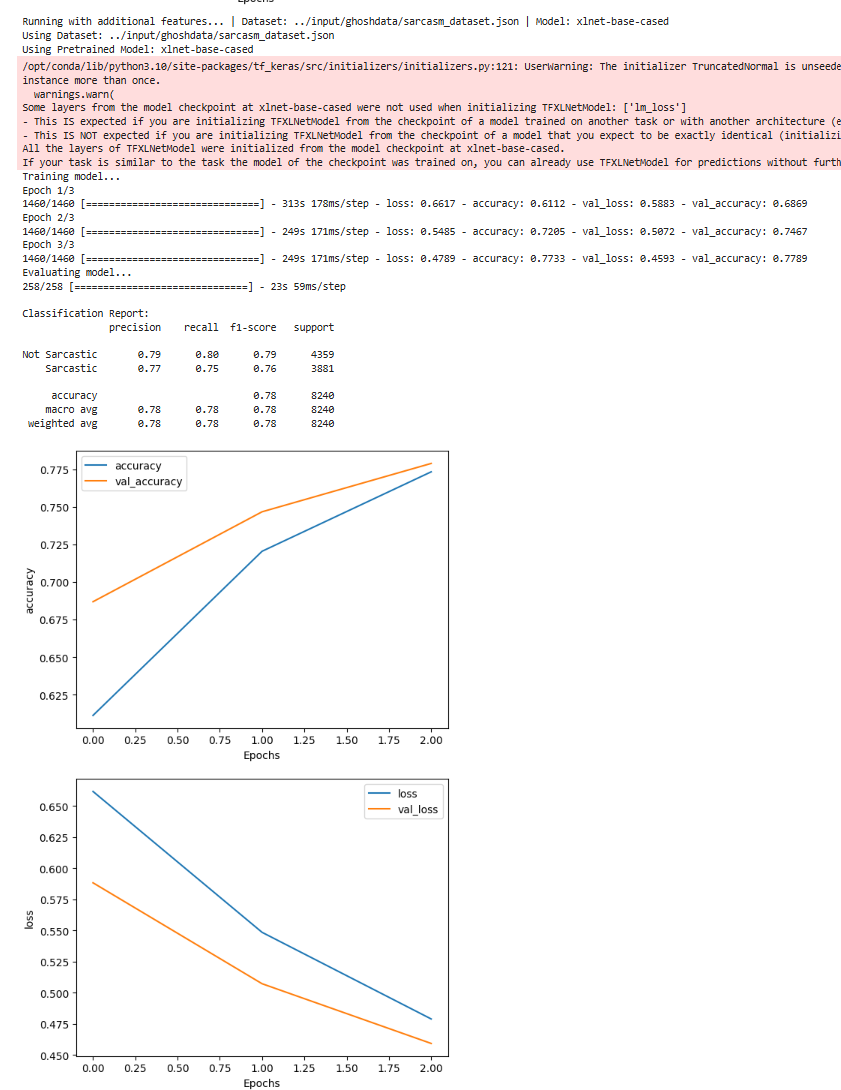 Epochs
Running with additional features... | Dataset: ../input/ghoshdata/sarcasm_dataset.json | Model: xlnet-base-cased
Using Dataset: ../input/ghoshdata/sarcasm_dataset.json
Using Pretrained Model: xlnet-base-cased
/opt/conda/lib/python3.10/site-packages/tf_keras/src/initializers/initializers.py:121: UserWarning: The initializer TruncatedNormal is unseede
instance more than once.
warnings.warn(
Some layers from the model checkpoint at xlnet-base-cased were not used when initializing TFXLNetModel: ['lm_loss']
- This IS expected if you are initializing TFXLNetModel from the checkpoint of a model trained on another task or with another architecture (e
- This IS NOT expected if you are initializing TFXLNetModel from the checkpoint of a model that you expect to be exactly identical (initializi
All the layers of TFXLNetModel were initialized from the model checkpoint at xlnet-base-cased.
If your task is similar to the task the model of the checkpoint was trained on, you can already use TFXLNetModel for predictions without furth
Training model...
Epoch 1/3
1460/1460 [==============================] - 313s 178ms/step - loss: 0.6617 - accuracy: 0.6112 - val_loss: 0.5883 - val_accuracy: 0.6869
Epoch 2/3
1460/1460 [==============================] - 249s 171ms/step - loss: 0.5485 - accuracy: 0.7205 - val_loss: 0.5072 - val_accuracy: 0.7467
Epoch 3/3
1460/1460 [==============================] - 249s 171ms/step - loss: 0.4789 - accuracy: 0.7733 - val_loss: 0.4593 - val_accuracy: 0.7789
Evaluating model...
258/258 [==============================] - 23s 59ms/step
Classification Report:
precision recall f1-score support
Not Sarcastic 0.79 0.80 0.79 4359
Sarcastic 0.77 0.75 0.76 3881
accuracy 0.78 8240
macro avg 0.78 0.78 0.78 8240
weighted avg 0.78 0.78 0.78 8240
accuracy
val_accuracy
0.775
0.750
0.725
0.700
0.675
0.650
0.625
accuracy
0.00 0.25 0.50 0.75 1.00 1.25 1.50 1.75 2.00
Epochs
loss
val_loss
0.650
0.625
0.600
0.575
0.550
0.525
0.500
0.475
0.450
loss
0.00 0.25 0.50 0.75 1.00 1.25 1.50 1.75 2.00
Epochs